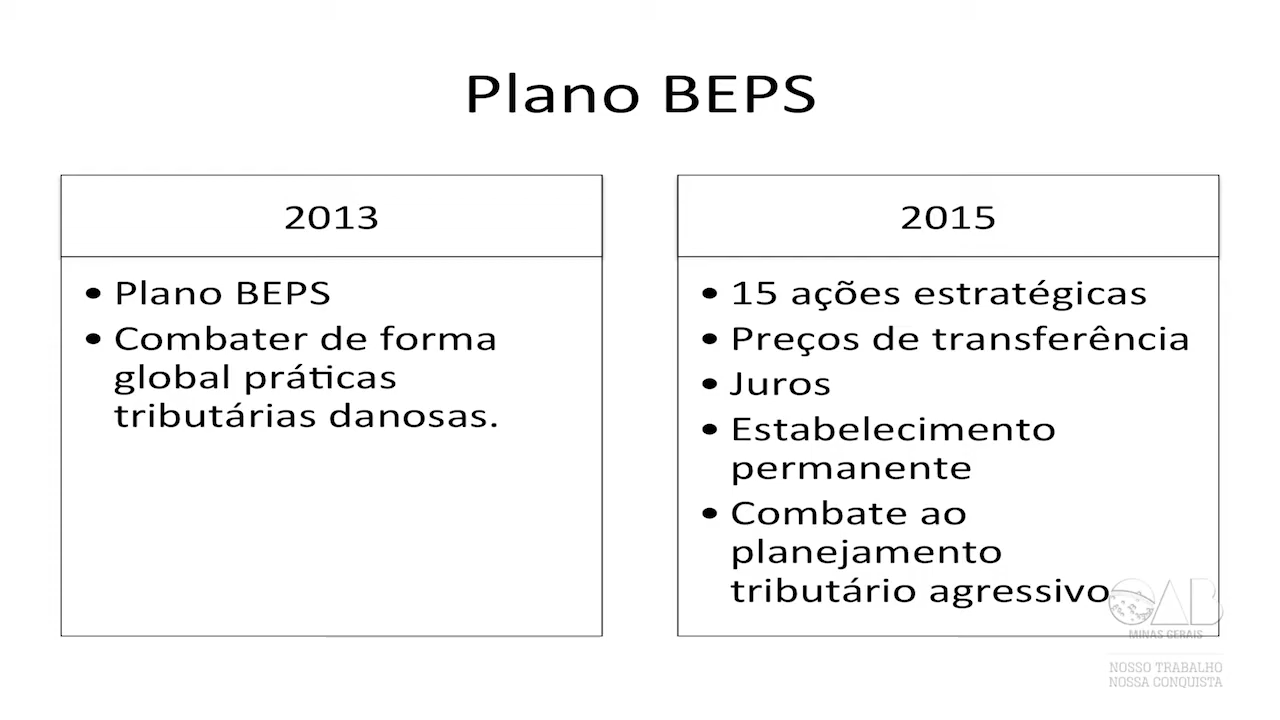 Plano BEPS
2013
• Plano BEPS
• Combater de forma
global práticas
tributárias danosas.
2015
• 15 ações estratégicas
• Preços de transferência
• Juros
• Estabelecimento
permanente
• Combate ao
planejamento
tributário agressivo
OAB
MINAS GERAIS
NOSSO TRABALHO
NOSSA CONQUISTA